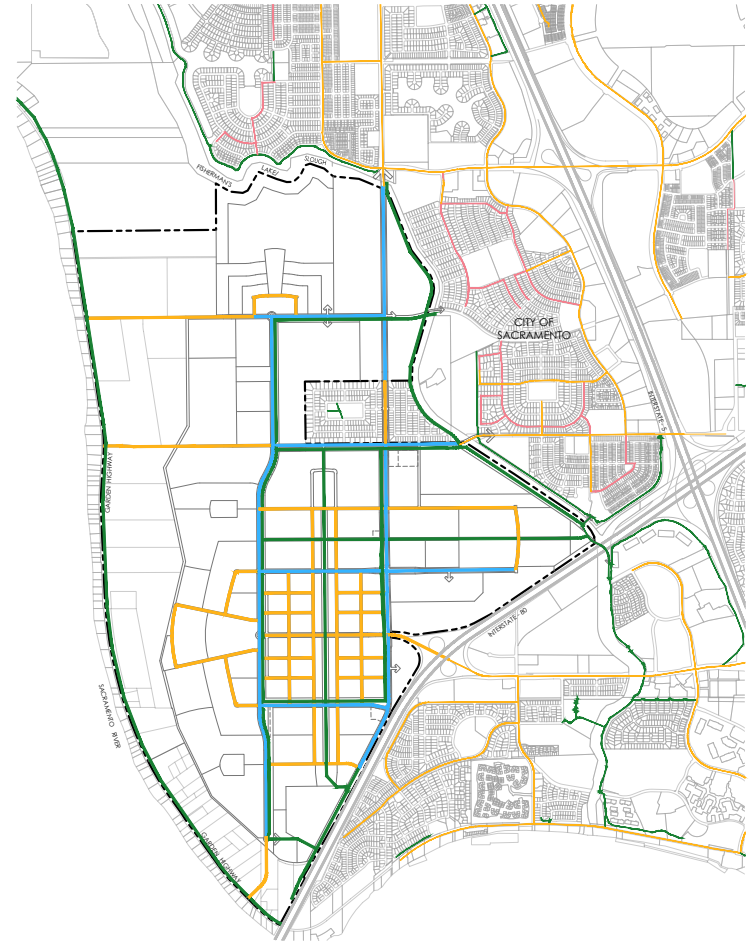 FISHERMAN'S
LAKE/
SLOUGH
CITY OF
SACRAMENTO
INTERSTATE - 5
GARDEN HIGHWAY
INTERSTATE - 80
SACRAMENTO RIVER
GARDEN HIGHWAY